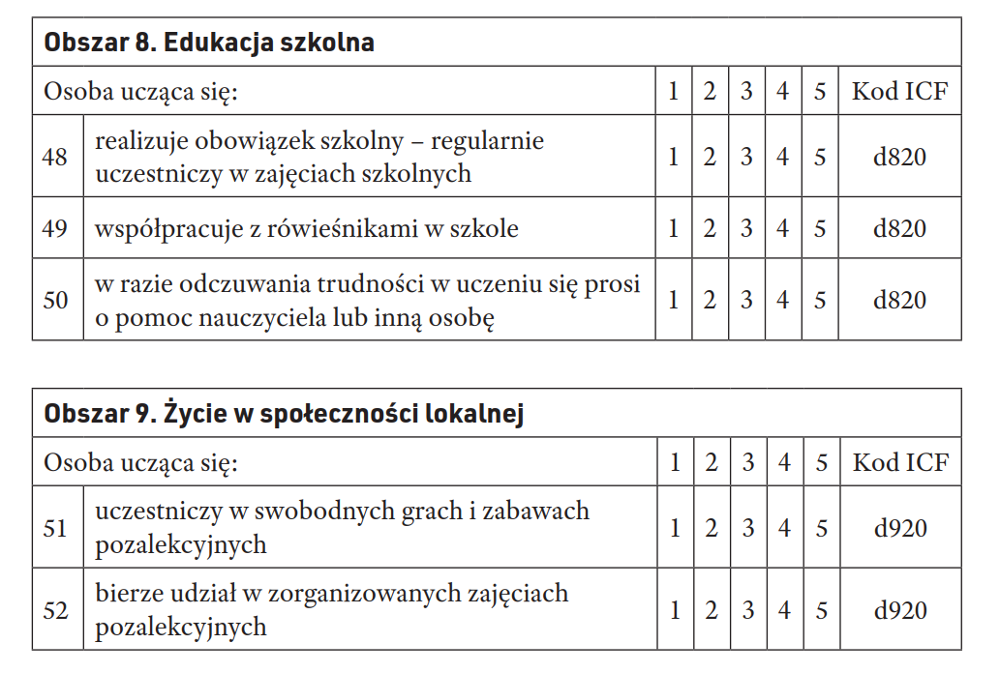 Obszar 8. Edukacja szkolna
Osoba ucząca się: 1 2 3 4 5 Kod ICF
48 realizuje obowiązek szkolny – regularnie
uczestniczy w zajęciach szkolnych 1 2 3 4 5 d820
49 współpracuje z rówieśnikami w szkole 1 2 3 4 5 d820
50 w razie odczuwania trudności w uczeniu się prosi
o pomoc nauczyciela lub inną osobę 1 2 3 4 5 d820
Obszar 9. Życie w społeczności lokalnej
Osoba ucząca się: 1 2 3 4 5 Kod ICF
51 uczestniczy w swobodnych grach i zabawach
pozalekcyjnych 1 2 3 4 5 d920
52 bierze udział w zorganizowanych zajęciach
pozalekcyjnych 1 2 3 4 5 d920